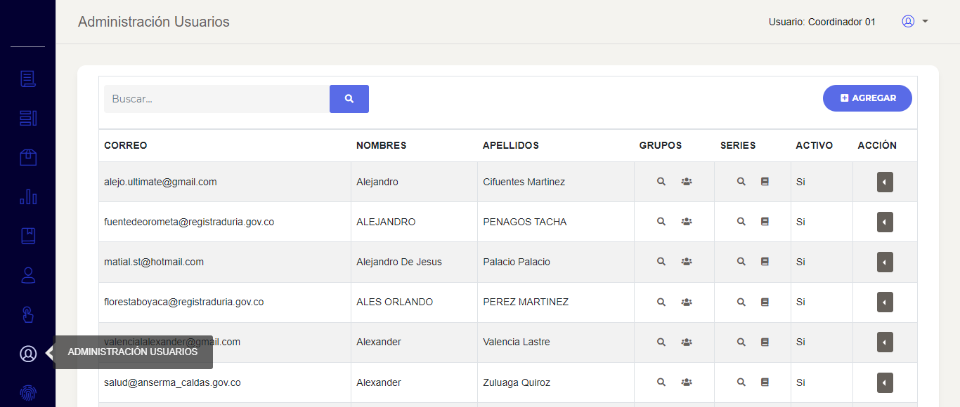 Administración Usuarios
Usuario: Coordinador 01
Buscar...
AGREGAR
CORREO NOMBRES APELLIDOS GRUPOS SERIES ACTIVO ACCIÓN
alejo.ultimate@gmail.com Alejandro Cifuentes Martinez Si
fuentedeorometa@registraduria.gov.co ALEJANDRO PENAGOS TACHA Si
matial.st@hotmail.com Alejandro De Jesus Palacio Palacio Si
florestaboyaca@registraduria.gov.co ALES ORLANDO PEREZ MARTINEZ Si
valencialalexander@gmail.com Alexander Valencia Lastre Si
ADMINISTRACIÓN USUARIOS
salud@anserma_caldas.gov.co Alexander Zuluaga Quiroz Si